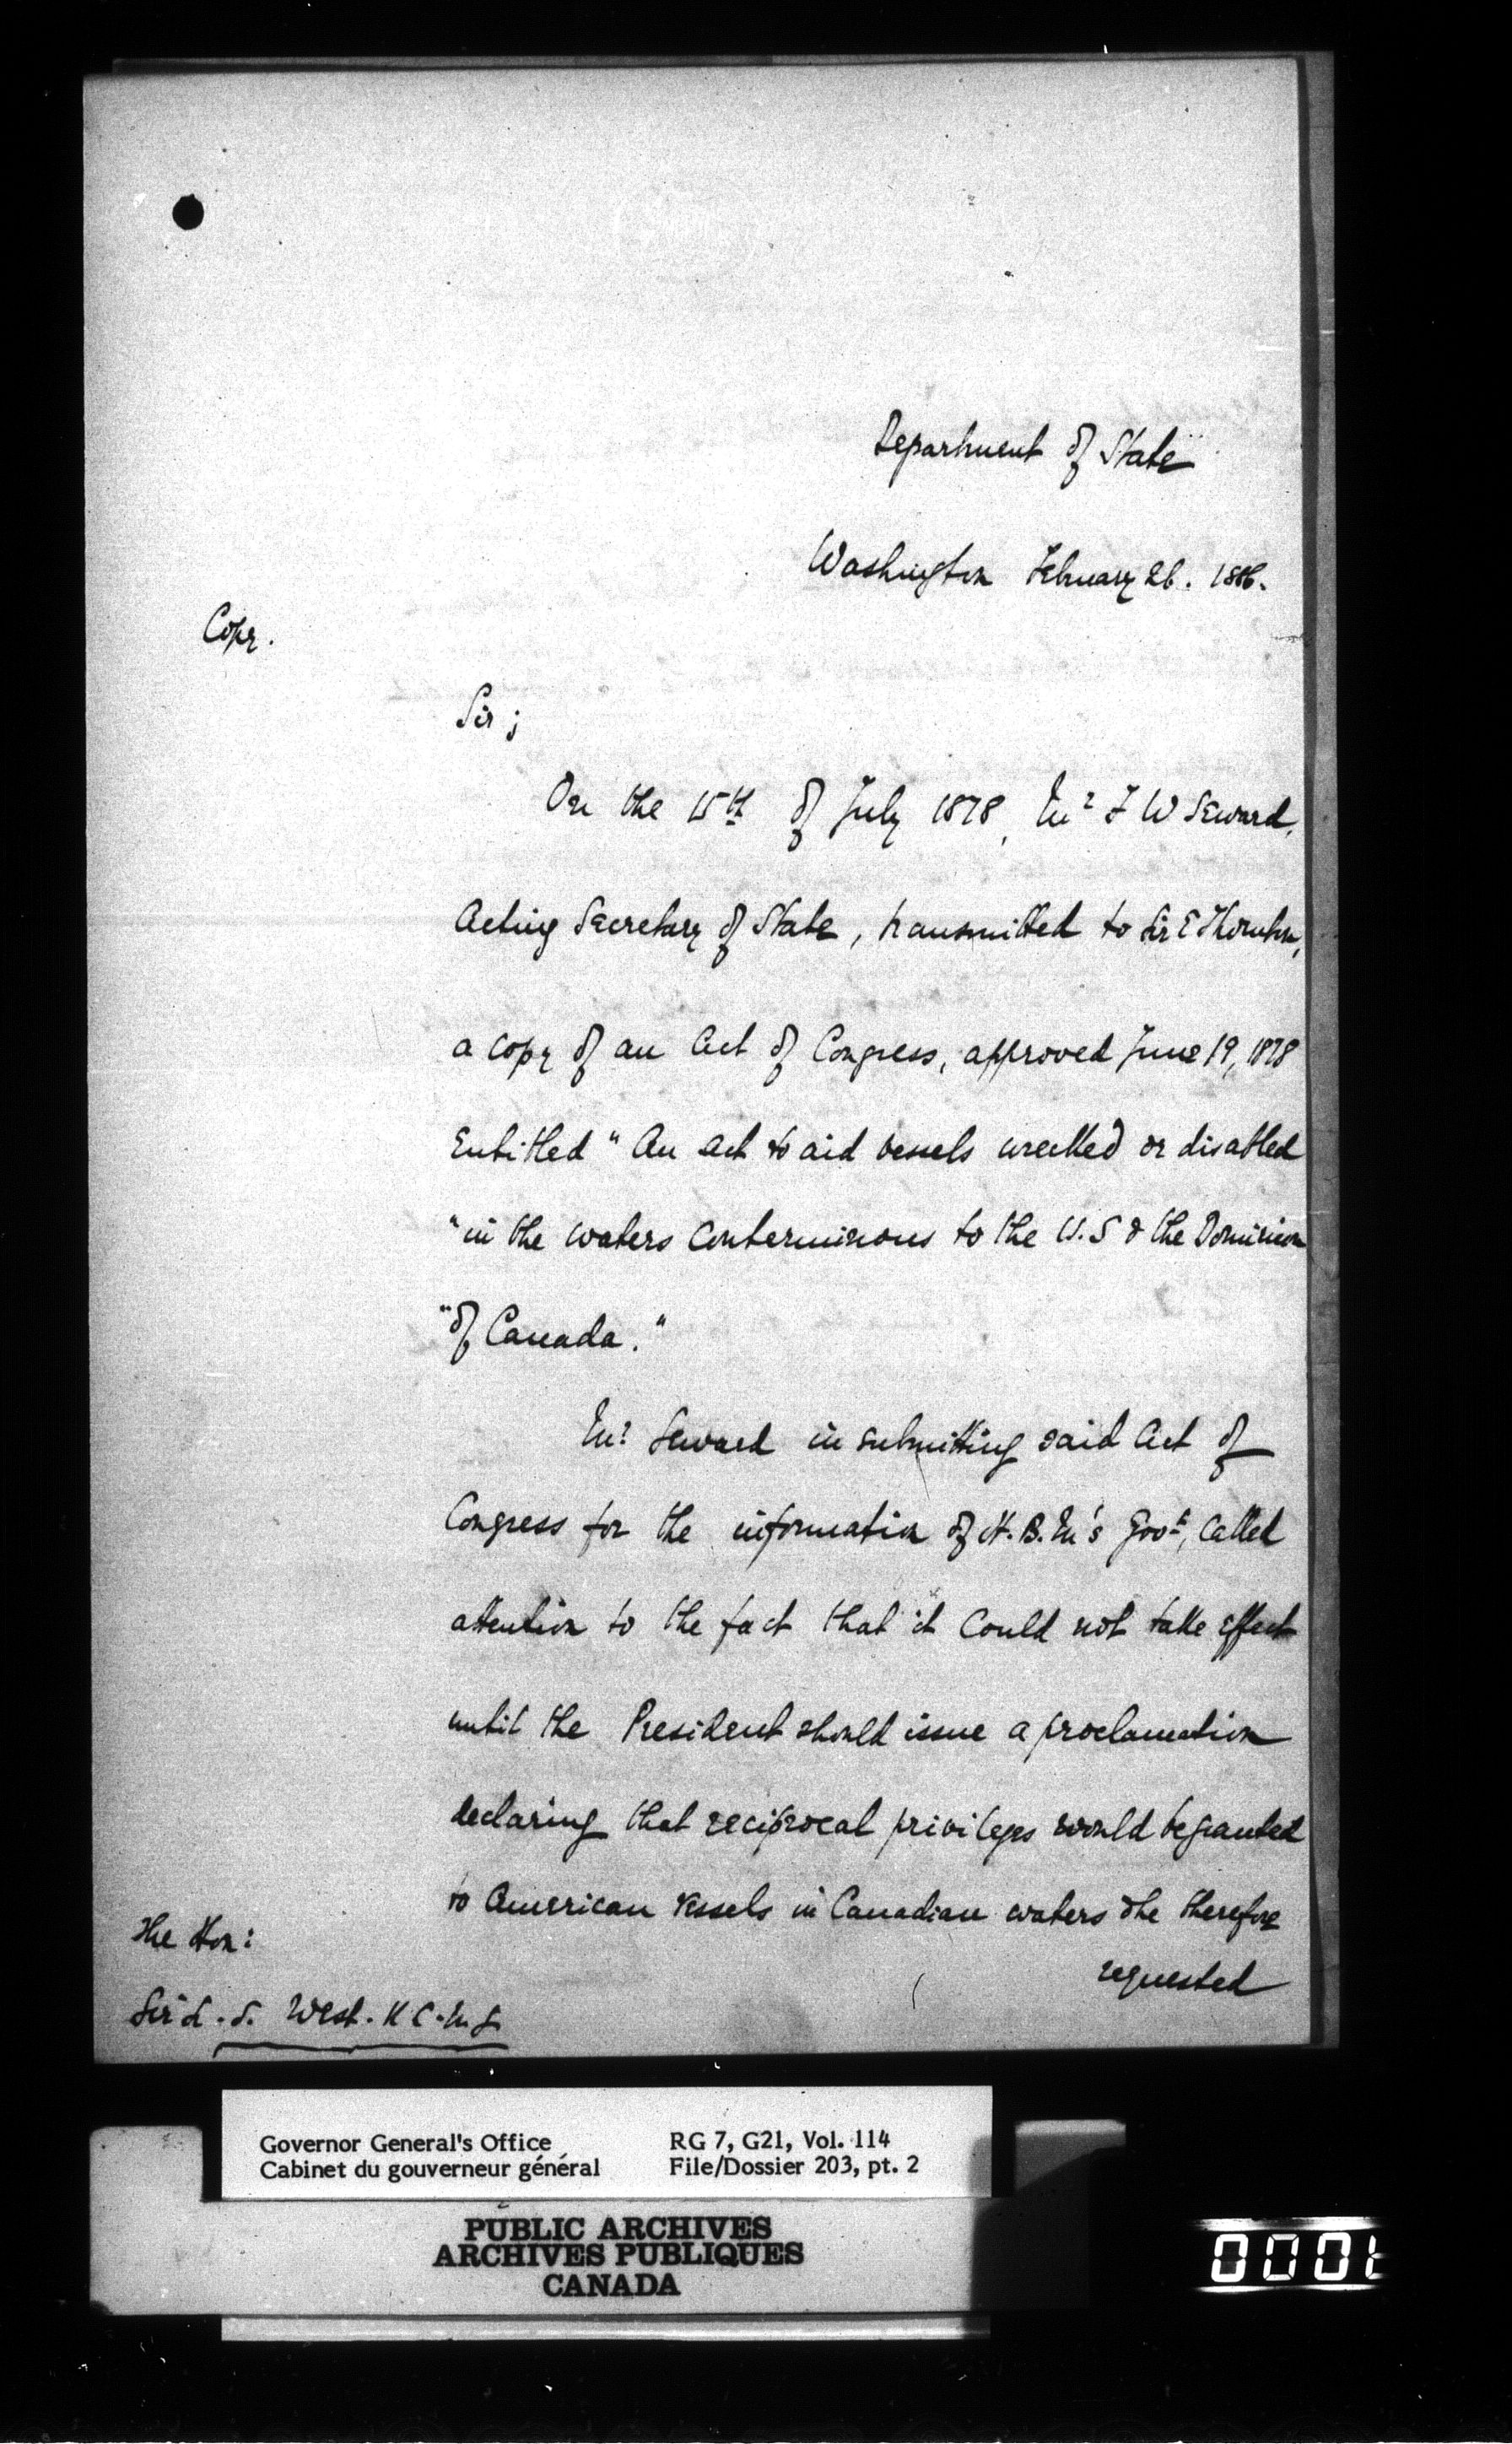 Department of State
Washington February 26. 1886.
Copy.
Sir;
On the 15th of July 1878, Mr F W Seward,
Acting Secretary of State, transmitted to Sir E Thornton,
a copy of an Act of Congress, approved June 19, 1878
Entitled "An Act to aid vessels wrecked or disabled
"in the waters conterminous to the U.S & the Dominion
"of Canada."
Mr Seward in submitting said Act of
Congress for the information of H.B.M's Govt, called
attention to the fact that it could not take effect
until the President should issue a proclamation
declaring that reciprocal privileges would be granted
to American vessels in Canadian waters & he therefore
requested
The Hon:
Sir L. S. West. K C. M. G
Governor General's Office RG 7, G21, Vol. 114
Cabinet du gouverneur général File/Dossier 203, pt. 2
PUBLIC ARCHIVES
ARCHIVES PUBLIQUES
CANADA
0001